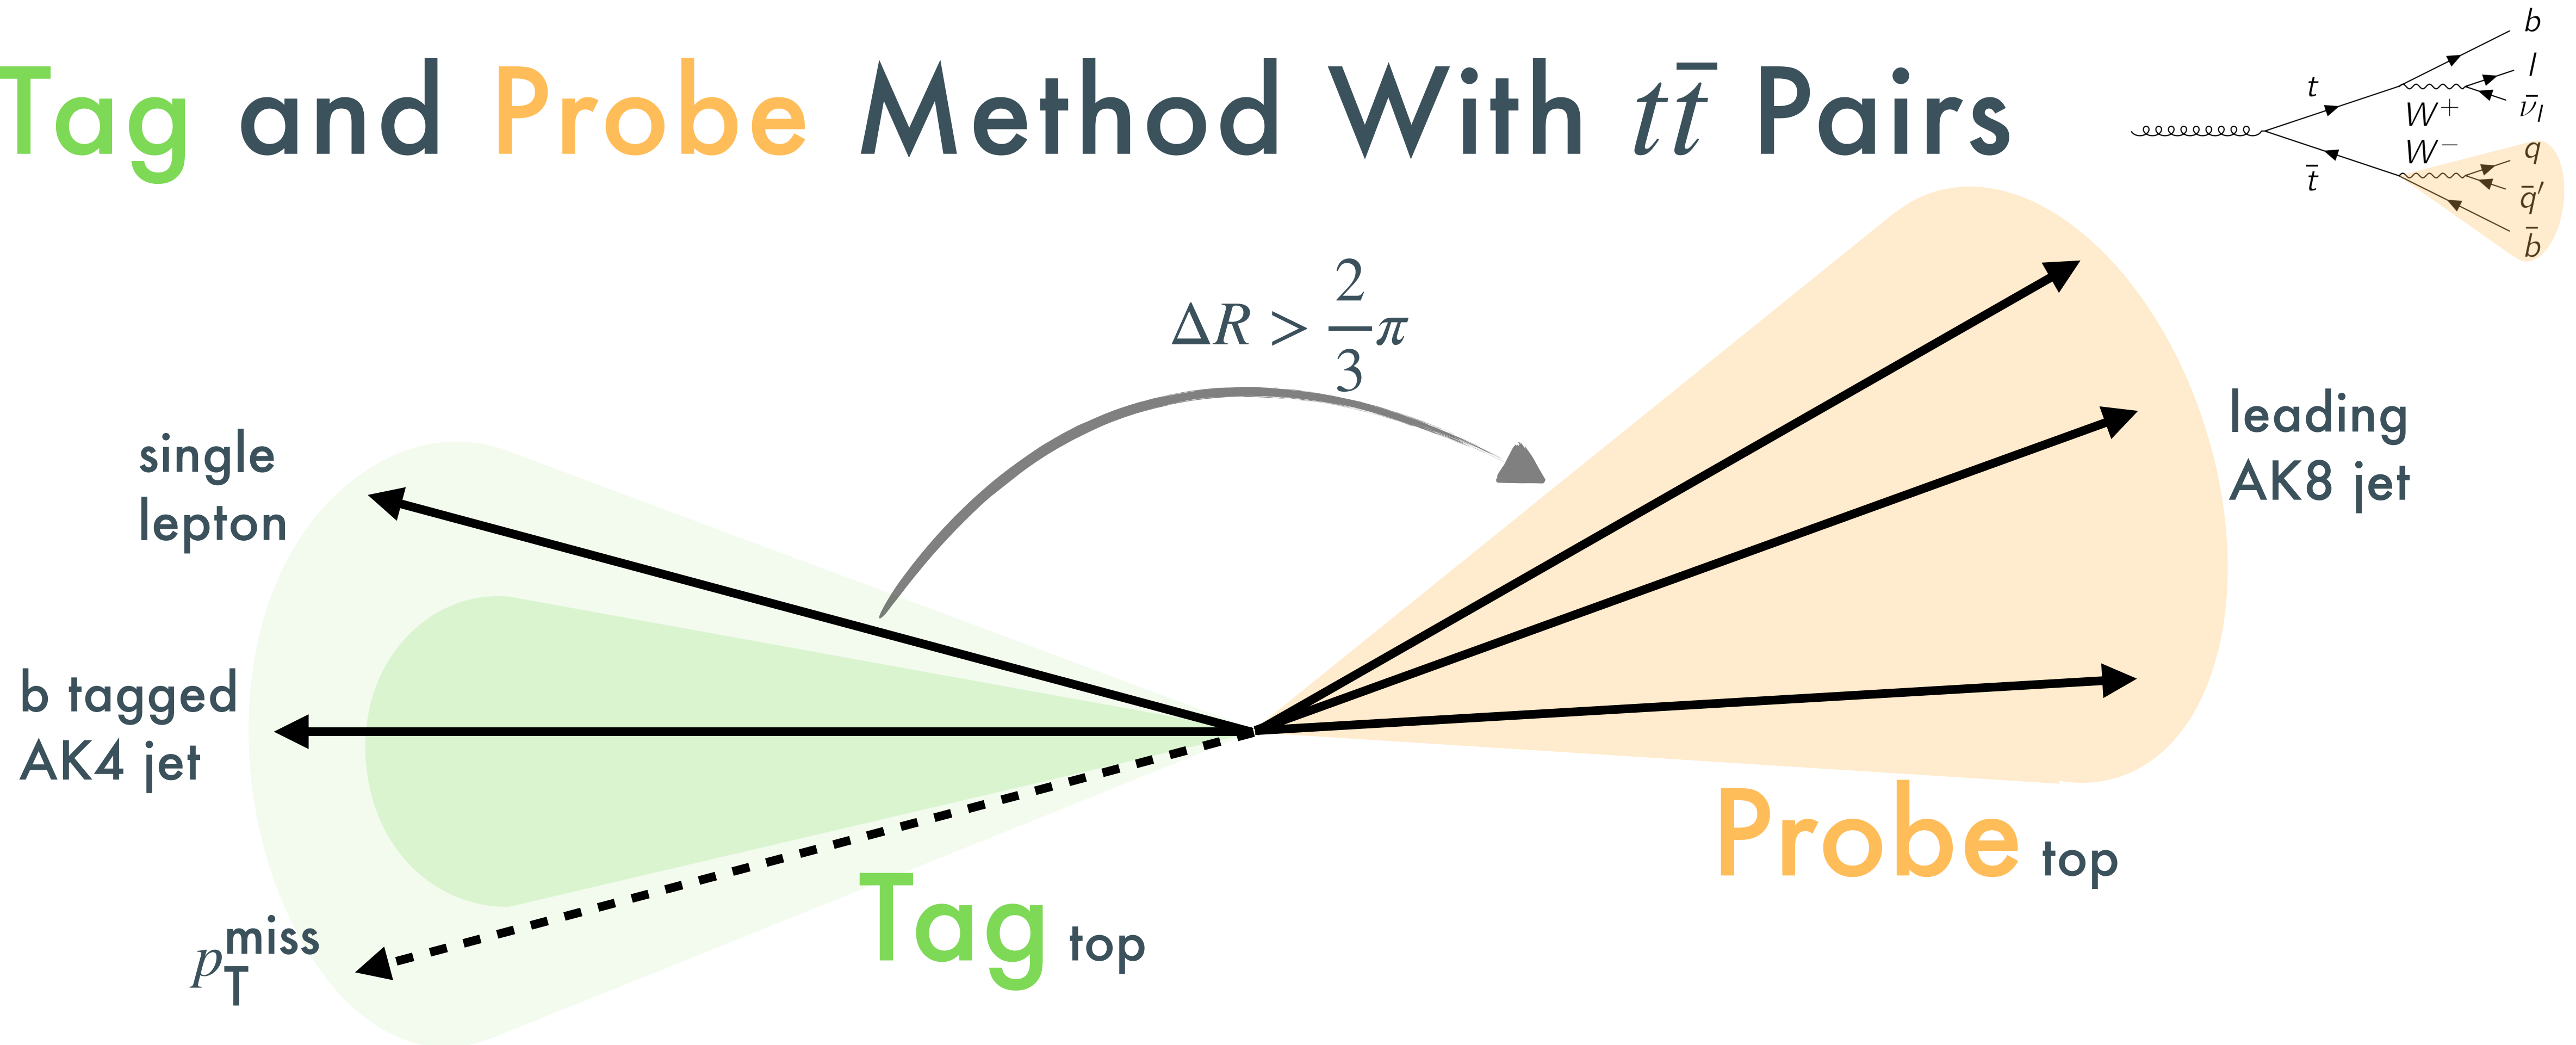 Tag and Probe Method With tt̄ Pairs
b
l
t
W⁺
ν̄ₗ
W⁻
q
t̄
q̄′
b̄
ΔR > 2/3 π
single
lepton
leading
AK8 jet
b tagged
AK4 jet
Probe top
Tag top
p_T^miss